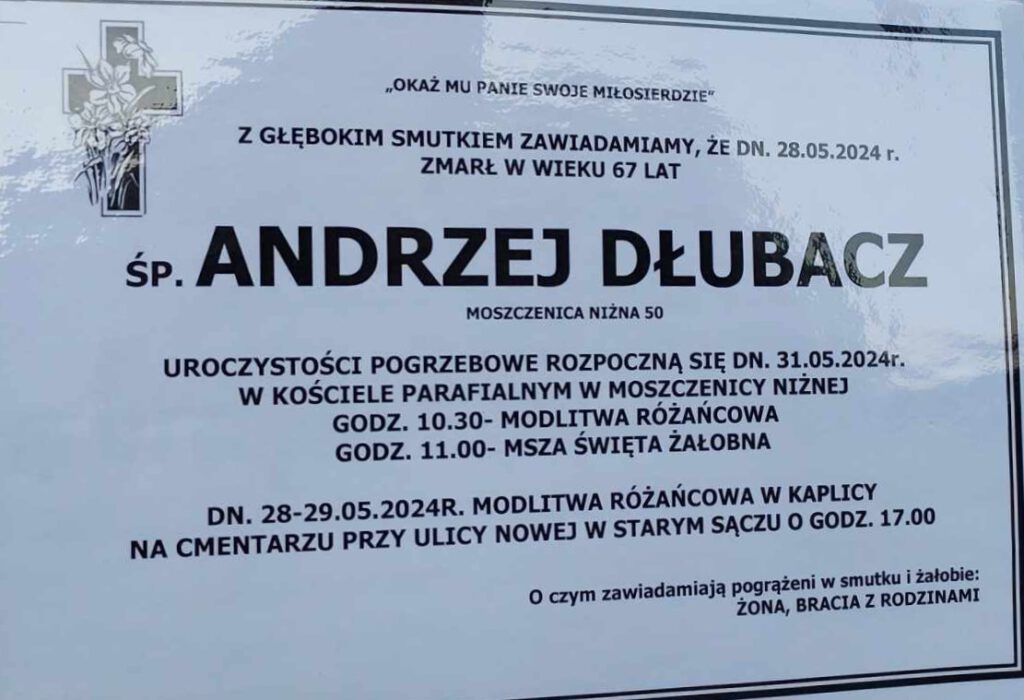 „OKAŻ MU PANIE SWOJE MIŁOSIERDZIE”
Z GŁĘBOKIM SMUTKIEM ZAWIADAMIAMY, ŻE DN. 28.05.2024 r.
ZMARŁ W WIEKU 67 LAT
ŚP. ANDRZEJ DŁUBACZ
MOSZCZENICA NIŻNA 50
UROCZYSTOŚCI POGRZEBOWE ROZPOCZNĄ SIĘ DN. 31.05.2024r.
W KOŚCIELE PARAFIALNYM W MOSZCZENICY NIŻNEJ
GODZ. 10.30- MODLITWA RÓŻAŃCOWA
GODZ. 11.00- MSZA ŚWIĘTA ŻAŁOBNA
DN. 28-29.05.2024R. MODLITWA RÓŻAŃCOWA W KAPLICY
NA CMENTARZU PRZY ULICY NOWEJ W STARYM SĄCZU O GODZ. 17.00
O czym zawiadamiają pogrążeni w smutku i żałobie:
ŻONA, BRACIA Z RODZINAMI